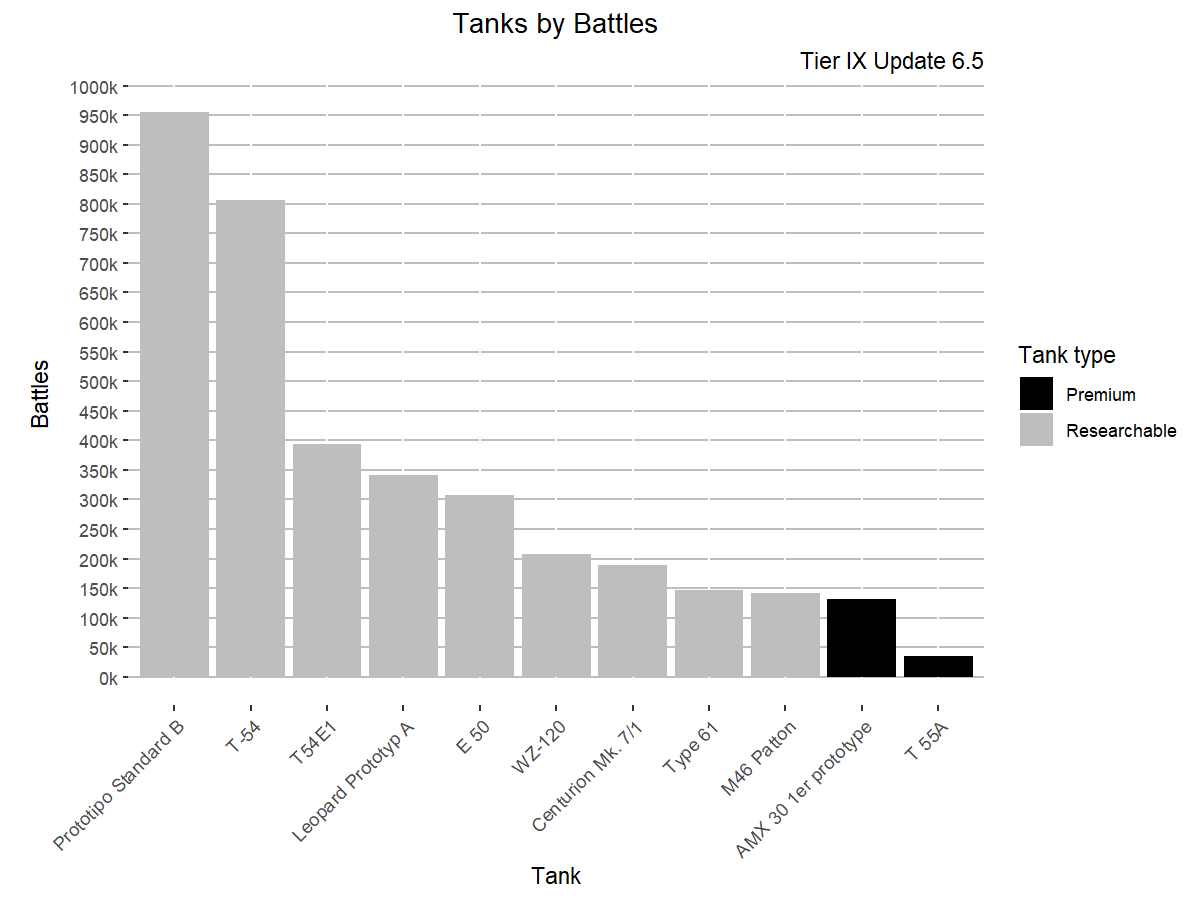 Tanks by Battles
Tier IX Update 6.5
1000k
950k
900k
850k
800k
750k
700k
650k
600k
550k
500k
450k
400k
350k
300k
250k
200k
150k
100k
50k
0k
Battles
Prototipo Standard B
T-54
T54E1
Leopard Prototyp A
E 50
WZ-120
Centurion Mk. 7/1
Type 61
M46 Patton
AMX 30 1er prototype
T 55A
Tank
Tank type
Premium
Researchable